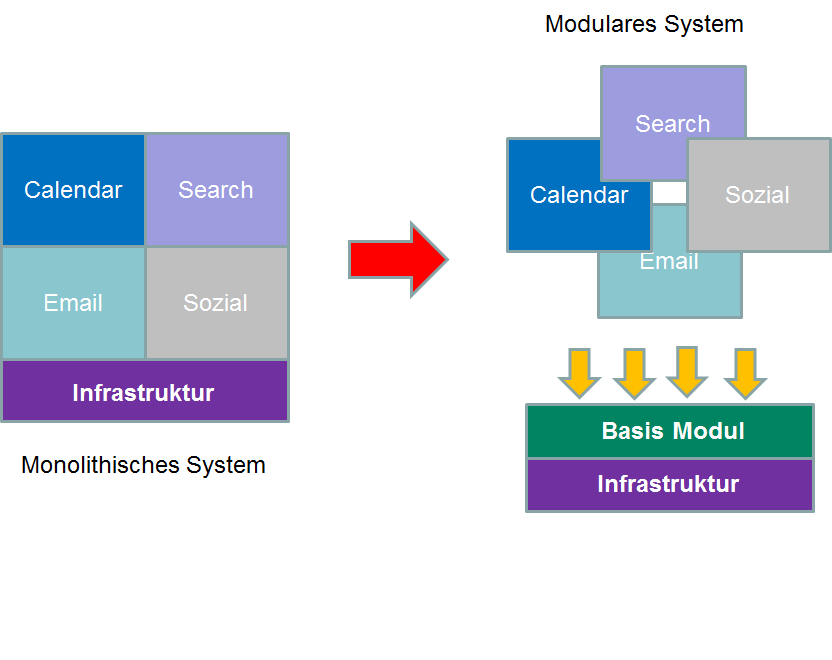 Modulares System
Search
Calendar
Sozial
Email
Basis Modul
Infrastruktur
Calendar
Search
Email
Sozial
Infrastruktur
Monolithisches System